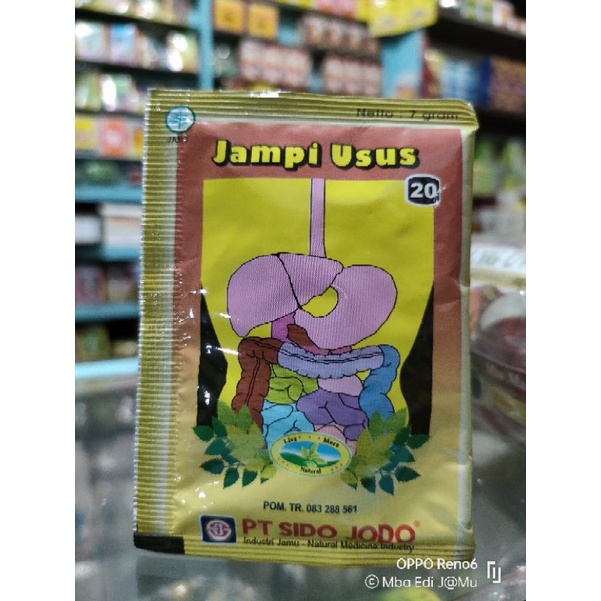 JAMU
Netto : 7 gram
Jampi Usus
20
Live More
Natural
POM. TR. 083 288 561
PT SIDO JODO®
Industri Jamu - Natural Medicine Industry
OPPO Reno6
© Mba Edi J@Mu